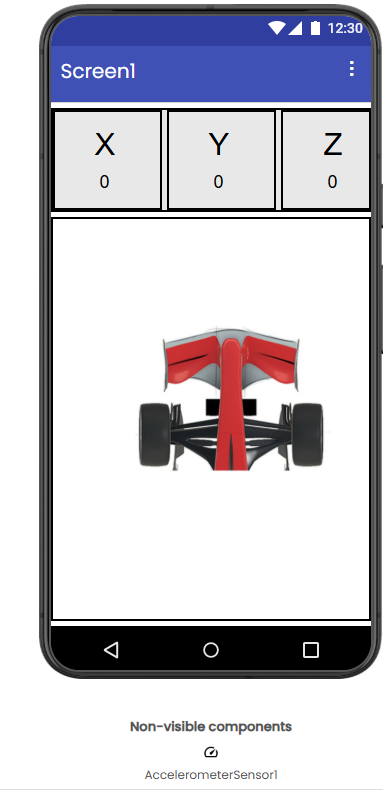 12:30
Screen1
X Y Z
0 0 0
Non-visible components
AccelerometerSensor1